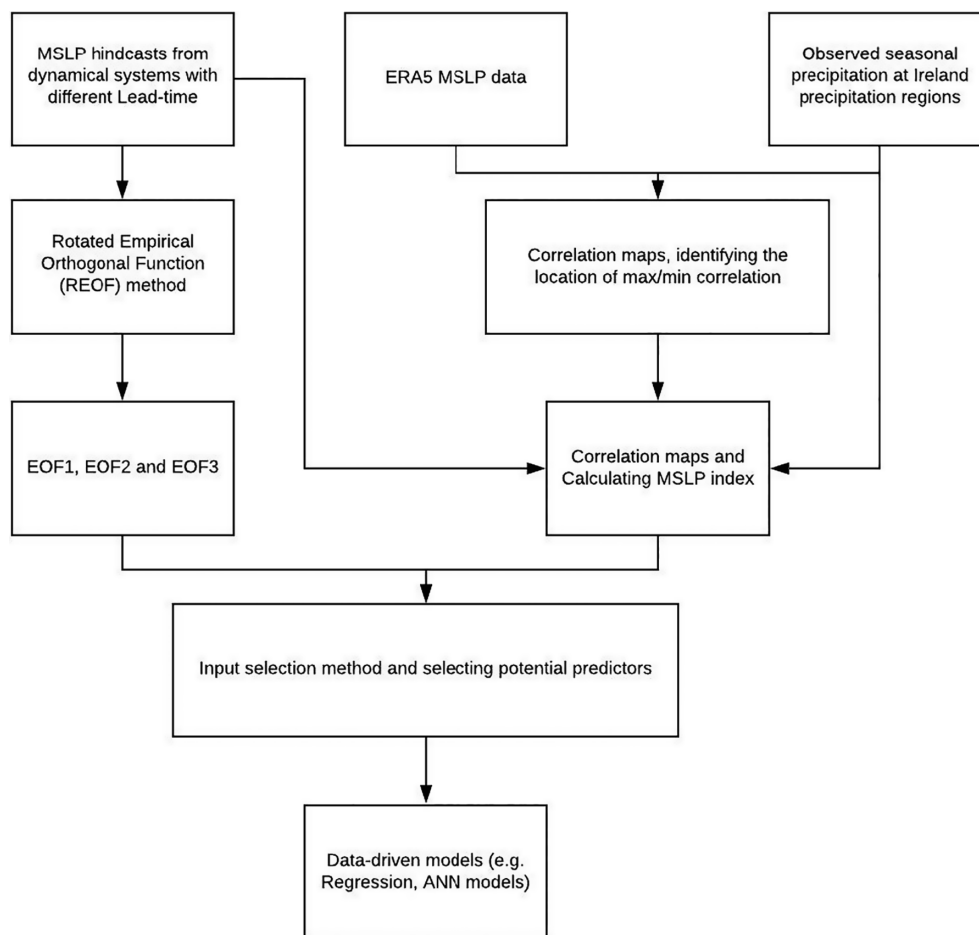 MSLP hindcasts from
dynamical systems with
different Lead-time
ERA5 MSLP data
Observed seasonal
precipitation at Ireland
precipitation regions
Rotated Empirical
Orthogonal Function
(REOF) method
Correlation maps, identifying the
location of max/min correlation
EOF1, EOF2 and EOF3
Correlation maps and
Calculating MSLP index
Input selection method and selecting potential predictors
Data-driven models (e.g.
Regression, ANN models)